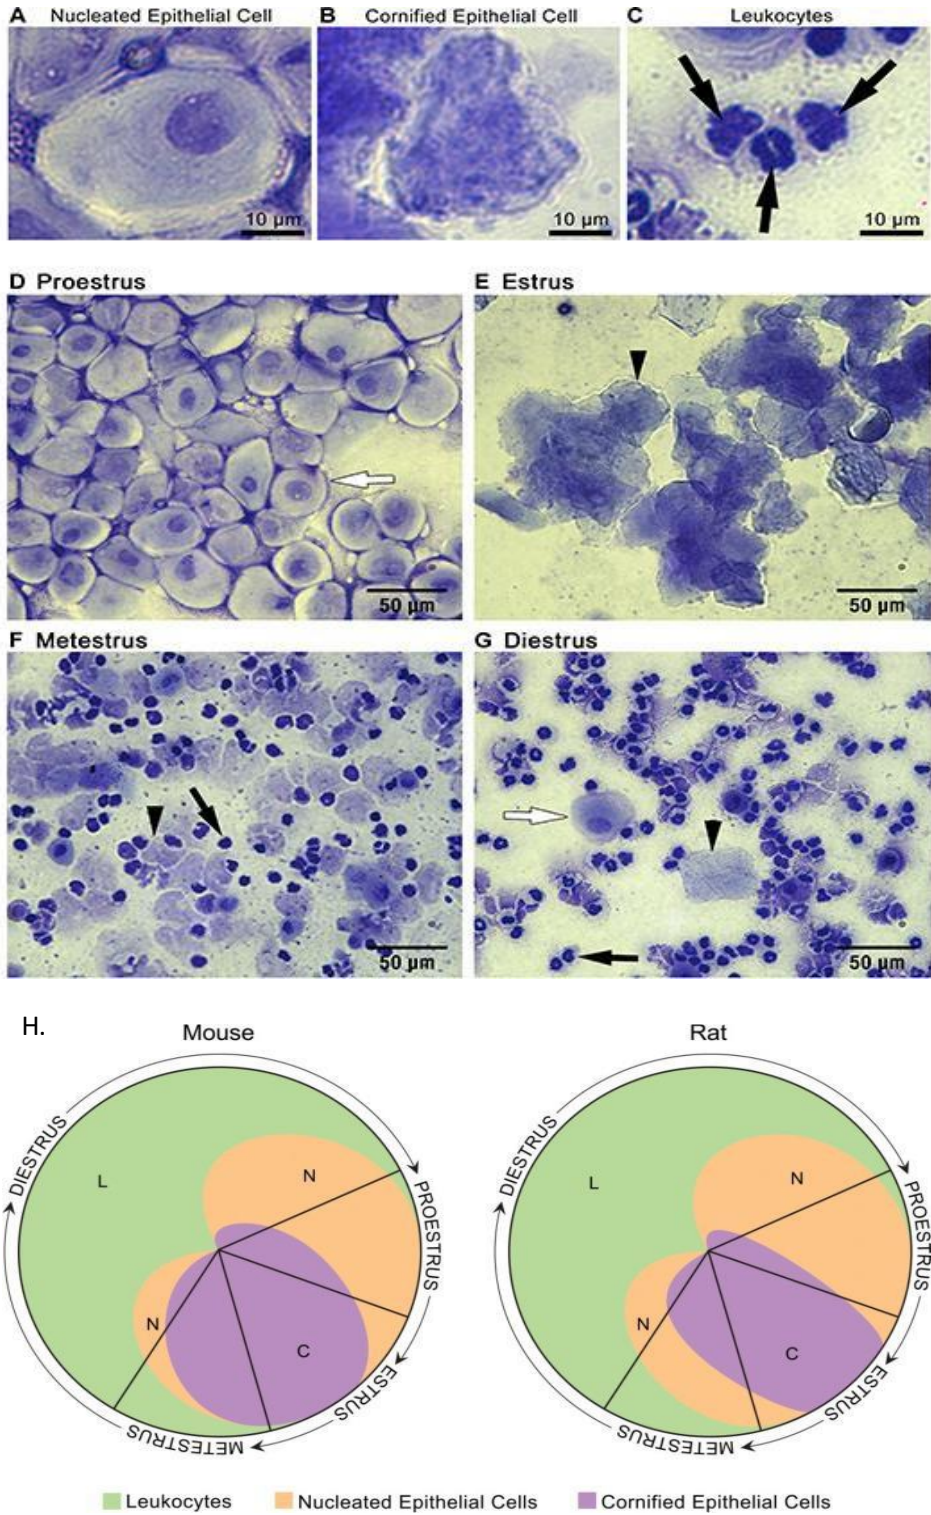 A Nucleated Epithelial Cell
B Cornified Epithelial Cell
C Leukocytes
10 µm
10 µm
10 µm
D Proestrus
E Estrus
50 µm
50 µm
F Metestrus
G Diestrus
50 µm
50 µm
H.
Mouse
Rat
DIESTRUS
L
N
PROESTRUS
N
C
ESTRUS
METESTRUS
DIESTRUS
L
N
PROESTRUS
N
C
ESTRUS
METESTRUS
Leukocytes
Nucleated Epithelial Cells
Cornified Epithelial Cells